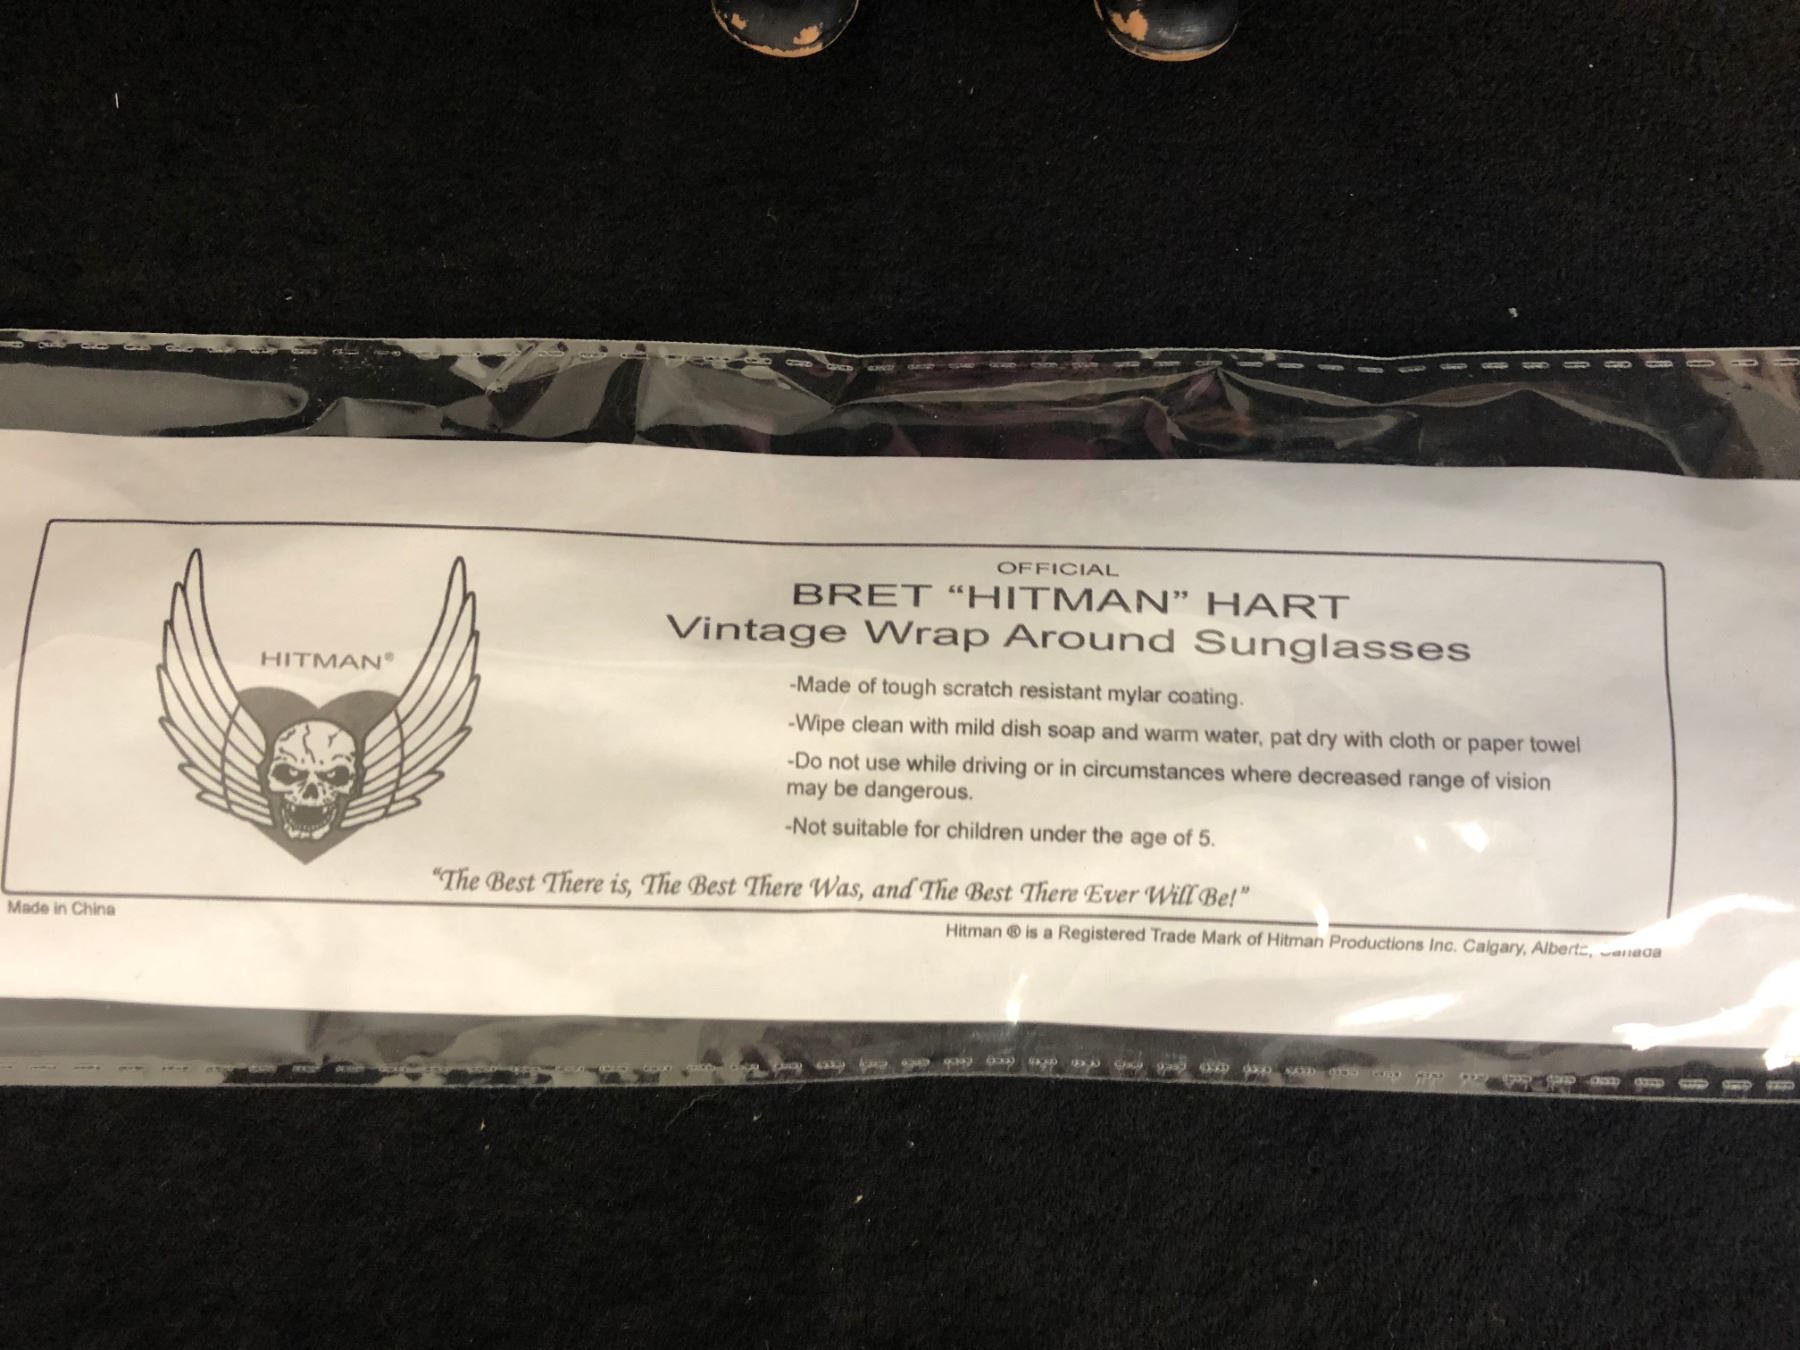 OFFICIAL
BRET “HITMAN” HART
Vintage Wrap Around Sunglasses
HITMAN®
-Made of tough scratch resistant mylar coating.
-Wipe clean with mild dish soap and warm water, pat dry with cloth or paper towel
-Do not use while driving or in circumstances where decreased range of vision
may be dangerous.
-Not suitable for children under the age of 5.
“The Best There is, The Best There Was, and The Best There Ever Will Be!”
Made in China
Hitman ® is a Registered Trade Mark of Hitman Productions Inc. Calgary, Alberta, Canada